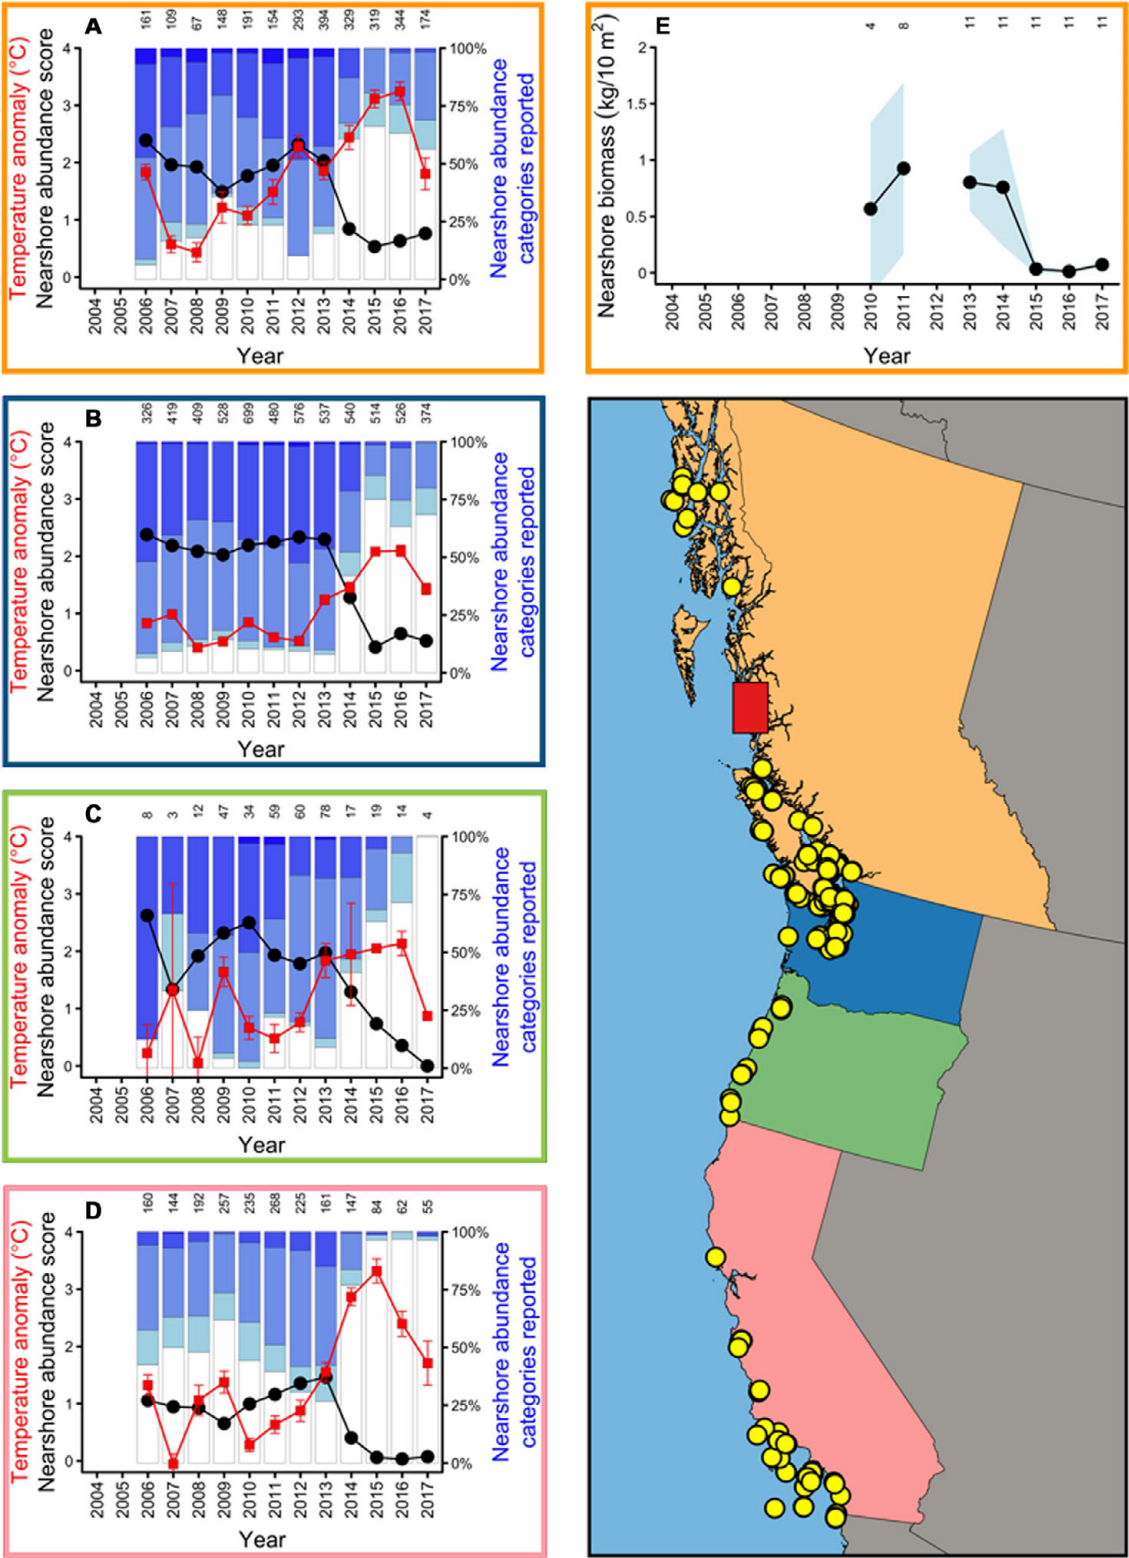 A
161 109 67 148 191 154 293 394 329 319 344 174
Temperature anomaly (°C)
Nearshore abundance score
4
3
2
1
0
100%
75%
50%
25%
0%
Nearshore abundance
categories reported
2004 2005 2006 2007 2008 2009 2010 2011 2012 2013 2014 2015 2016 2017
Year
E
4 8 11 11 11 11 11
Nearshore biomass (kg/10 m²)
2
1.5
1
0.5
0
2004 2005 2006 2007 2008 2009 2010 2011 2012 2013 2014 2015 2016 2017
Year
B
326 419 409 528 699 480 576 537 540 514 526 374
Temperature anomaly (°C)
Nearshore abundance score
4
3
2
1
0
100%
75%
50%
25%
0%
Nearshore abundance
categories reported
2004 2005 2006 2007 2008 2009 2010 2011 2012 2013 2014 2015 2016 2017
Year
C
8 3 12 47 34 59 60 78 17 19 14 4
Temperature anomaly (°C)
Nearshore abundance score
4
3
2
1
0
100%
75%
50%
25%
0%
Nearshore abundance
categories reported
2004 2005 2006 2007 2008 2009 2010 2011 2012 2013 2014 2015 2016 2017
Year
D
160 144 192 257 235 268 225 161 147 84 62 55
Temperature anomaly (°C)
Nearshore abundance score
4
3
2
1
0
100%
75%
50%
25%
0%
Nearshore abundance
categories reported
2004 2005 2006 2007 2008 2009 2010 2011 2012 2013 2014 2015 2016 2017
Year